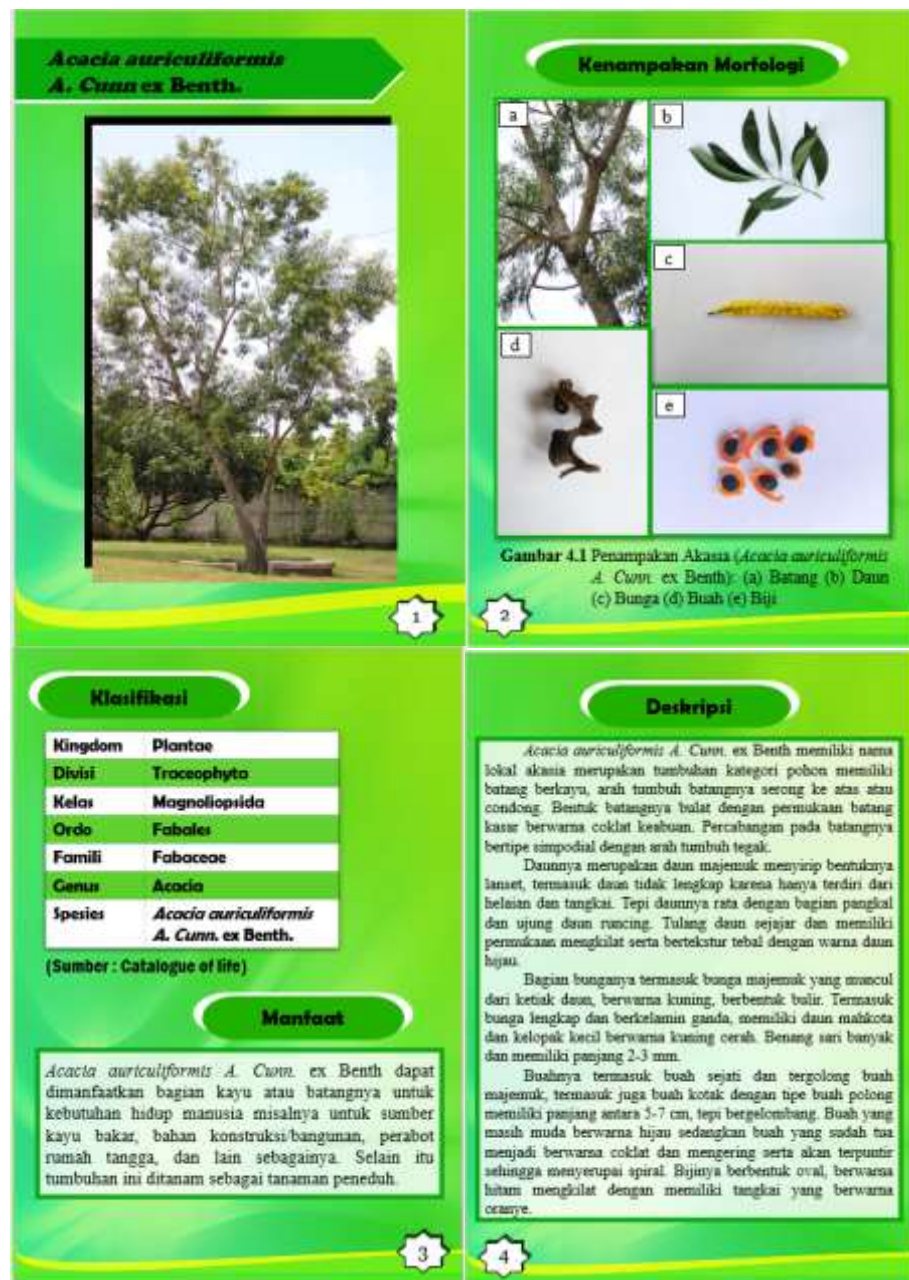 Acacia auriculiformis
A. Cunn ex Benth.
1
Kenampakan Morfologi
a
b
c
d
e
Gambar 4.1 Penampakan Akasia (Acacia auriculiformis
A. Cunn. ex Benth): (a) Batang (b) Daun
(c) Bunga (d) Buah (e) Biji
2
Klasifikasi
Kingdom Plantae
Divisi Traceophyta
Kelas Magnoliopsida
Ordo Fabales
Famili Fabaceae
Genus Acacia
Spesies Acacia auriculiformis
A. Cunn. ex Benth.
(Sumber : Catalogue of life)
Manfaat
Acacia auriculiformis A. Cunn. ex Benth dapat
dimanfaatkan bagian kayu atau batangnya untuk
kebutuhan hidup manusia misalnya untuk sumber
kayu bakar, bahan konstruksi/bangunan, perabot
rumah tangga, dan lain sebagainya. Selain itu
tumbuhan ini ditanam sebagai tanaman peneduh.
3
Deskripsi
Acacia auriculiformis A. Cunn. ex Benth memiliki nama
lokal akasia merupakan tumbuhan kategori pohon memiliki
batang berkayu, arah tumbuh batangnya serong ke atas atau
condong. Bentuk batangnya bulat dengan permukaan batang
kasar berwarna coklat keabuan. Percabangan pada batangnya
bertipe simpodial dengan arah tumbuh tegak.
Daunnya merupakan daun majemuk menyirip bentuknya
lanset, termasuk daun tidak lengkap karena hanya terdiri dari
helaian dan tangkai. Tepi daunnya rata dengan bagian pangkal
dan ujung daun runcing. Tulang daun sejajar dan memiliki
permukaan mengkilat serta bertekstur tebal dengan warna daun
hijau.
Bagian bunganya termasuk bunga majemuk yang muncul
dari ketiak daun, berwarna kuning, berbentuk bulir. Termasuk
bunga lengkap dan berkelamin ganda, memiliki daun mahkota
dan kelopak kecil berwarna kuning cerah. Benang sari banyak
dan memiliki panjang 2-3 mm.
Buahnya termasuk buah sejati dan tergolong buah
majemuk, termasuk juga buah kotak dengan tipe buah polong
memiliki panjang antara 5-7 cm, tepi bergelombang. Buah yang
masih muda berwarna hijau sedangkan buah yang sudah tua
menjadi berwarna coklat dan mengering serta akan terpuntir
sehingga menyerupai spiral. Bijinya berbentuk oval, berwarna
hitam mengkilat dengan memiliki tangkai yang berwarna
oranye.
4